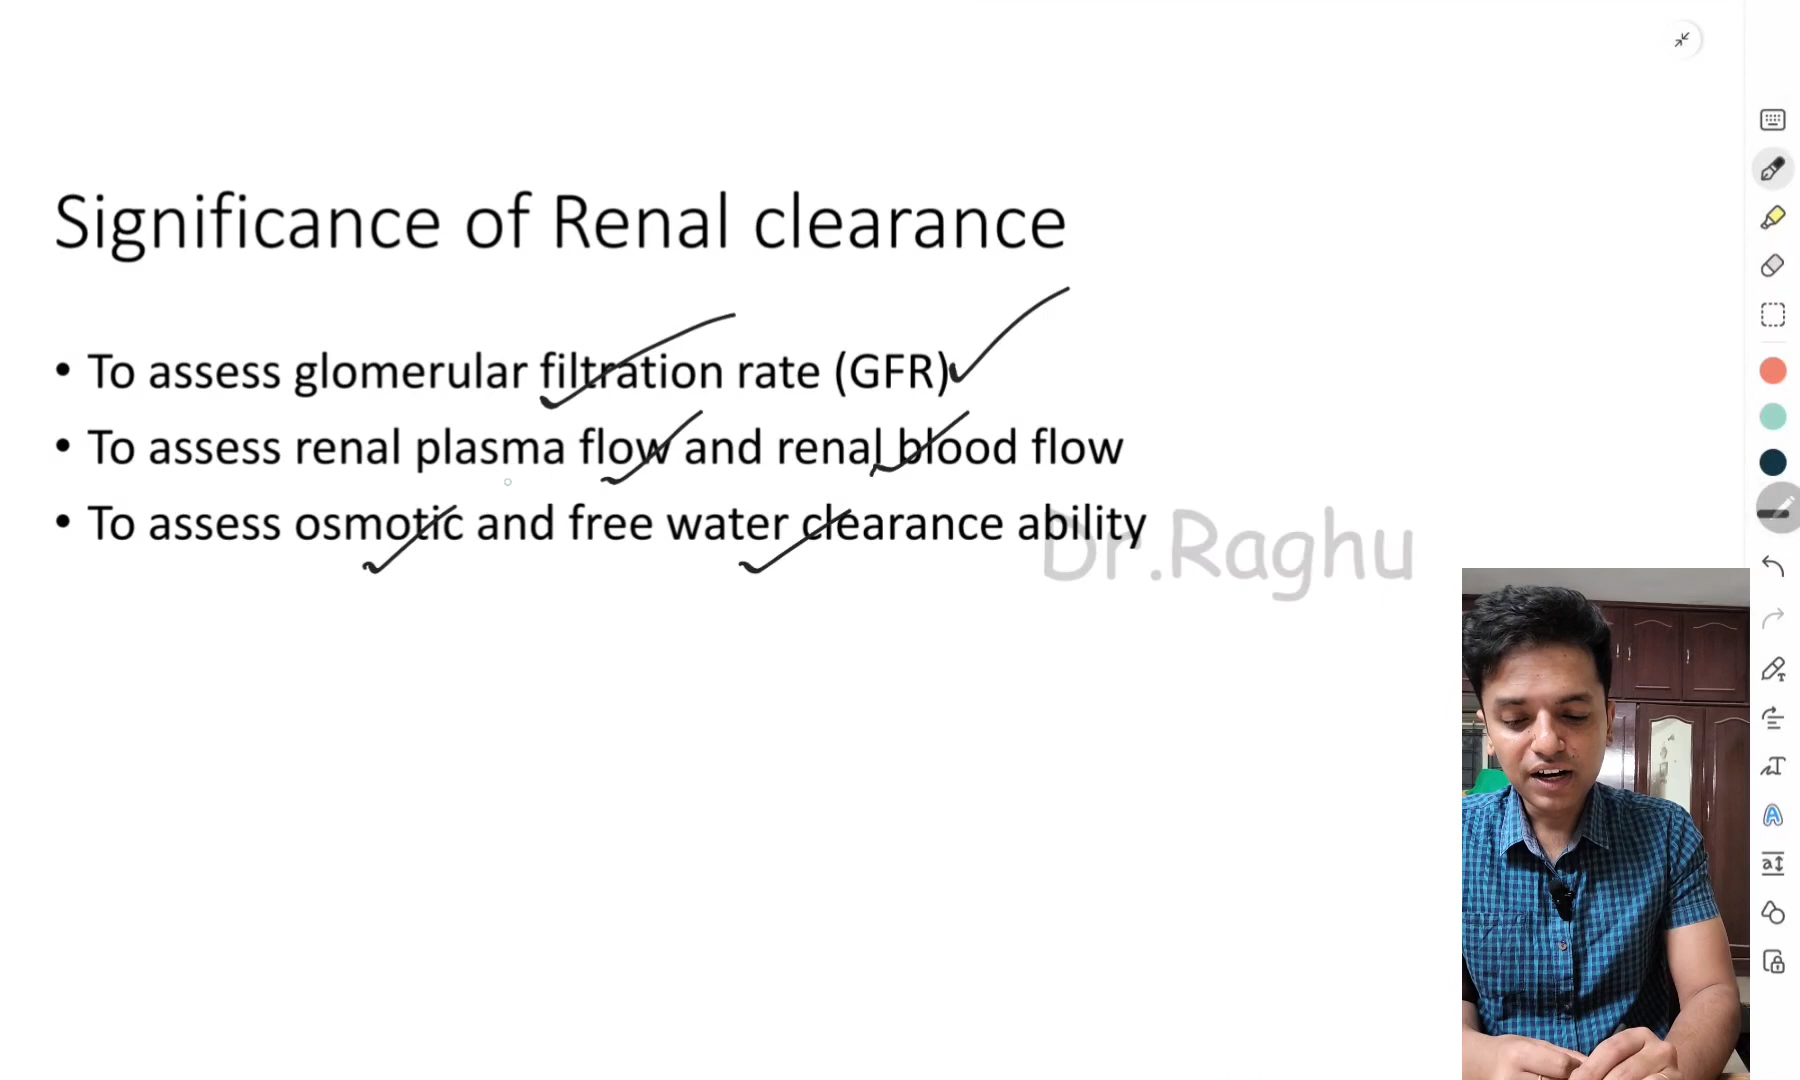 Significance of Renal clearance
• To assess glomerular filtration rate (GFR)
• To assess renal plasma flow and renal blood flow
• To assess osmotic and free water clearance ability
Dr.Raghu